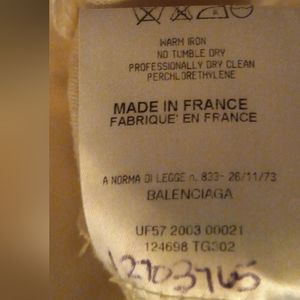 WARM IRON
NO TUMBLE DRY
PROFESSIONALLY DRY CLEAN
PERCHLORETHYLENE
MADE IN FRANCE
FABRIQUE' EN FRANCE
A NORMA DI LEGGE n. 833- 26/11/73
BALENCIAGA
UF57 2003 00021
124698 TG302
12703765